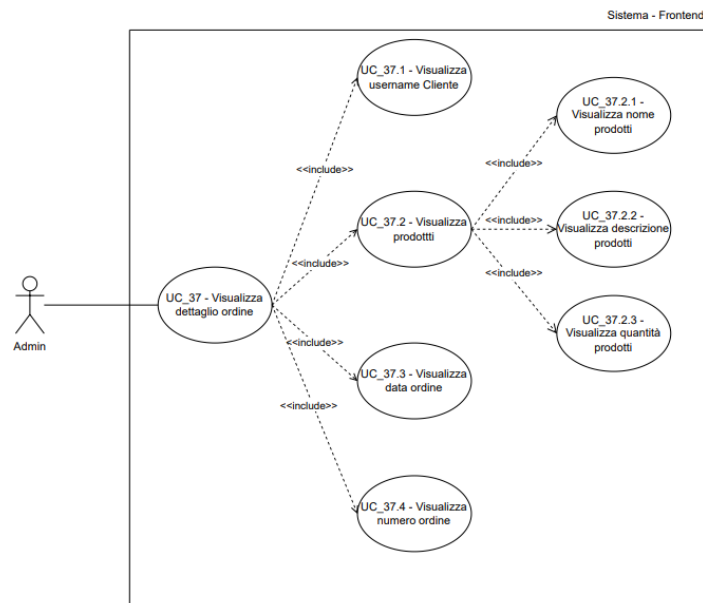 Sistema - Frontend
UC_37.1 - Visualizza
username Cliente
UC_37.2.1 -
Visualizza nome
prodotti
<<include>>
<<include>>
UC_37.2 - Visualizza
prodottti
<<include>>
UC_37.2.2 -
Visualizza descrizione
prodotti
<<include>>
<<include>>
UC_37 - Visualizza
dettaglio ordine
Admin
UC_37.2.3 -
Visualizza quantità
prodotti
<<include>>
UC_37.3 - Visualizza
data ordine
<<include>>
UC_37.4 - Visualizza
numero ordine